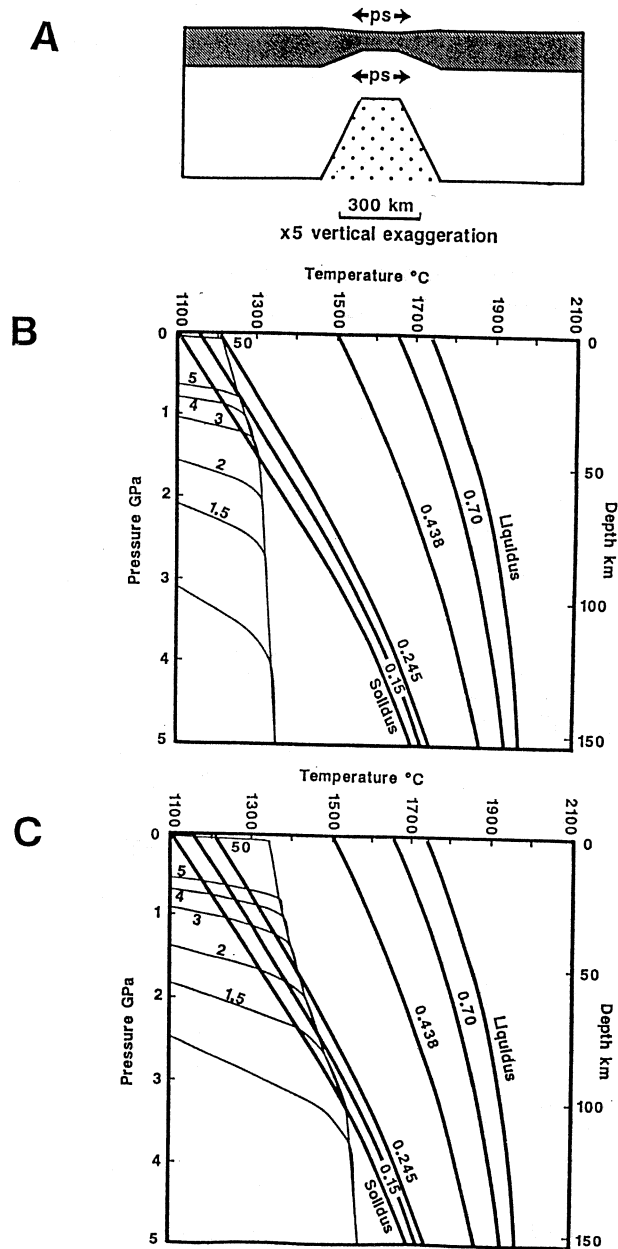 A
ps
ps
300 km
x5 vertical exaggeration
B
Temperature °C
1100 1300 1500 1700 1900 2100
0 50 0
5
4 3
1
2 50
2
1.5
0.438 0.70 Liquidus
Pressure GPa
Depth km
3
100
4
0.245
0.15
Solidus
5 150
C
Temperature °C
1100 1300 1500 1700 1900 2100
0 50 0
5
4
1
3
2 50
2
1.5
0.438 0.70 Liquidus
Pressure GPa
Depth km
3
100
4
0.245
0.15
Solidus
5 150